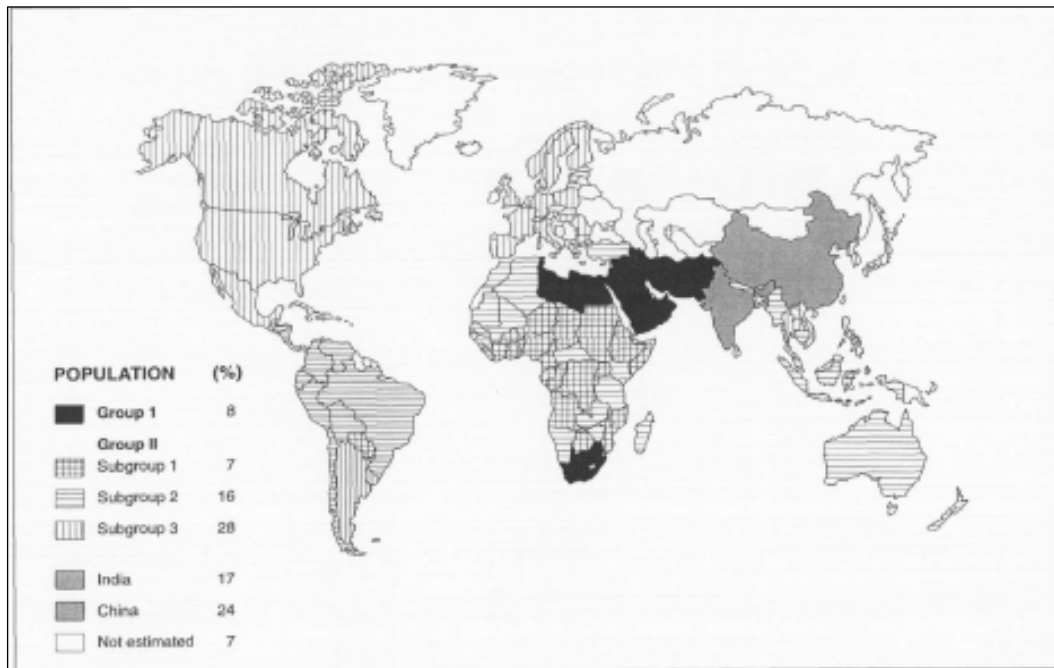 POPULATION (%)
Group 1 8
Group II
Subgroup 1 7
Subgroup 2 16
Subgroup 3 28
India 17
China 24
Not estimated 7